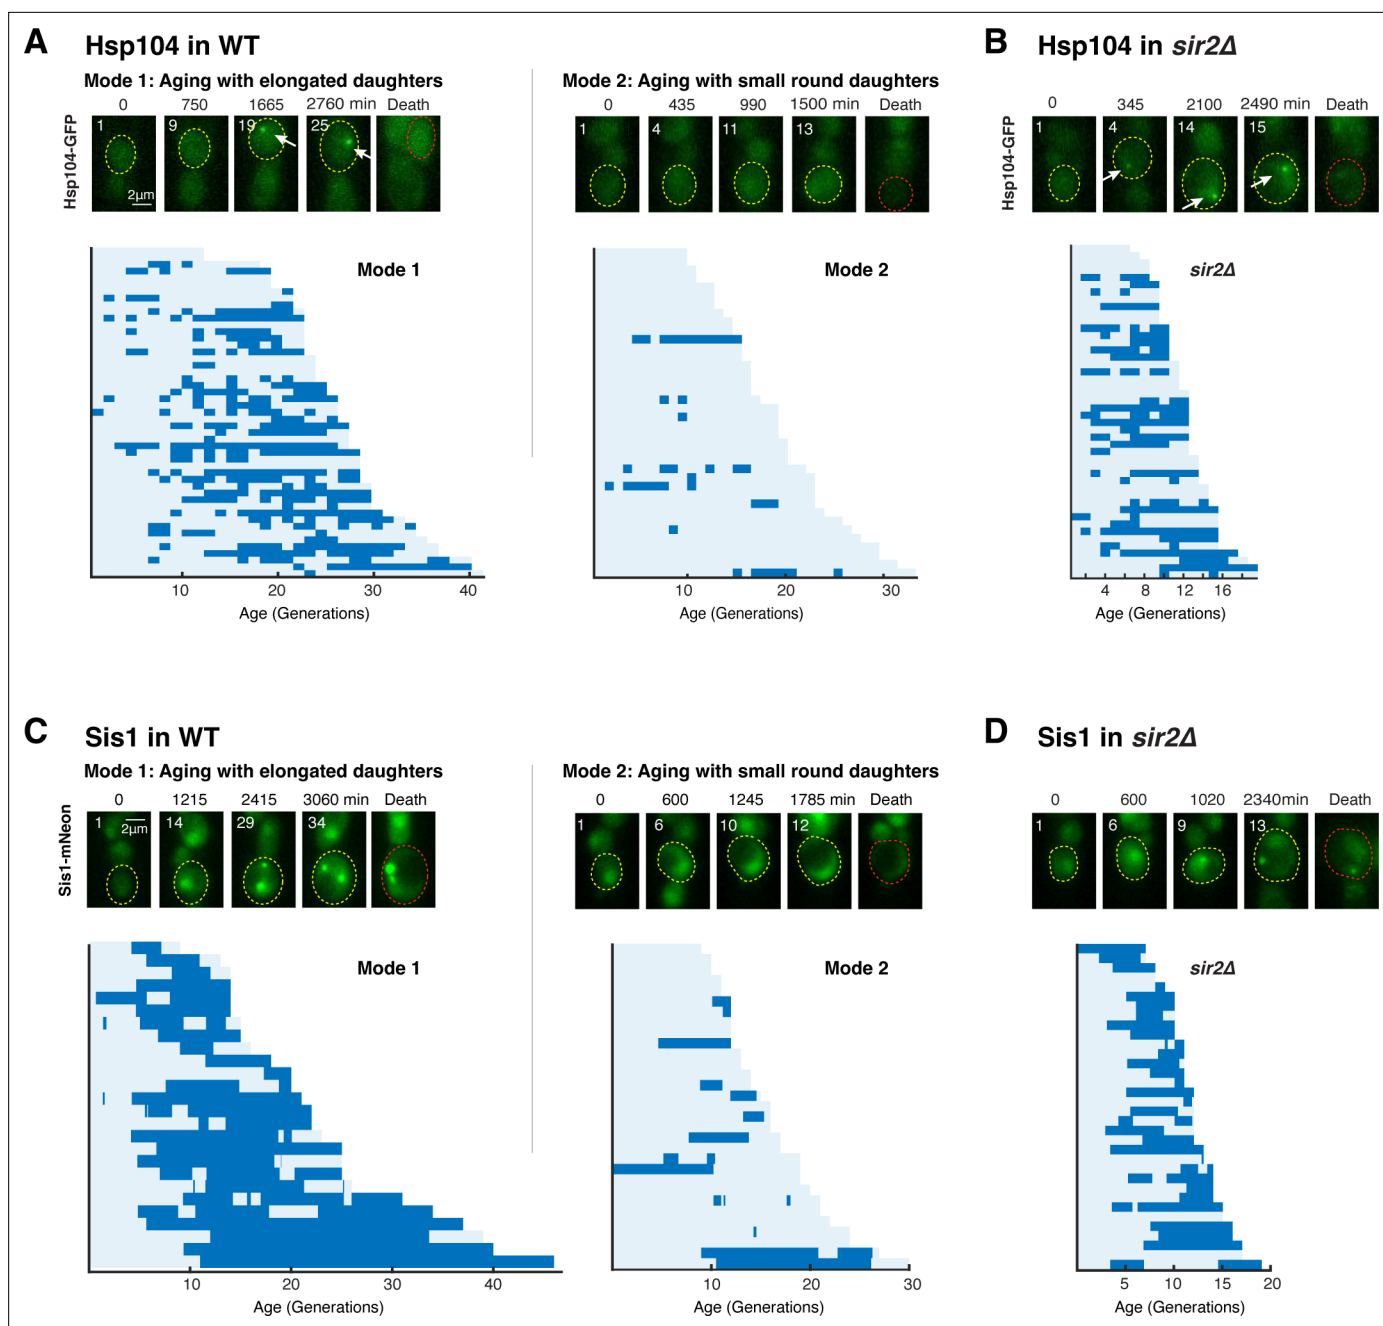 A Hsp104 in WT
Mode 1: Aging with elongated daughters
0 750 1665 2760 min Death
Hsp104-GFP
1 9 19 25
2µm
Mode 2: Aging with small round daughters
0 435 990 1500 min Death
1 4 11 13
B Hsp104 in sir2Δ
0 345 2100 2490 min Death
Hsp104-GFP
1 4 14 15
Mode 1
10 20 30 40
Age (Generations)
Mode 2
10 20 30
Age (Generations)
sir2Δ
4 8 12 16
Age (Generations)
C Sis1 in WT
Mode 1: Aging with elongated daughters
0 1215 2415 3060 min Death
Sis1-mNeon
1 14 29 34
2µm
Mode 2: Aging with small round daughters
0 600 1245 1785 min Death
1 6 10 12
D Sis1 in sir2Δ
0 600 1020 2340min Death
1 6 9 13
Mode 1
10 20 30 40
Age (Generations)
Mode 2
10 20 30
Age (Generations)
sir2Δ
5 10 15 20
Age (Generations)